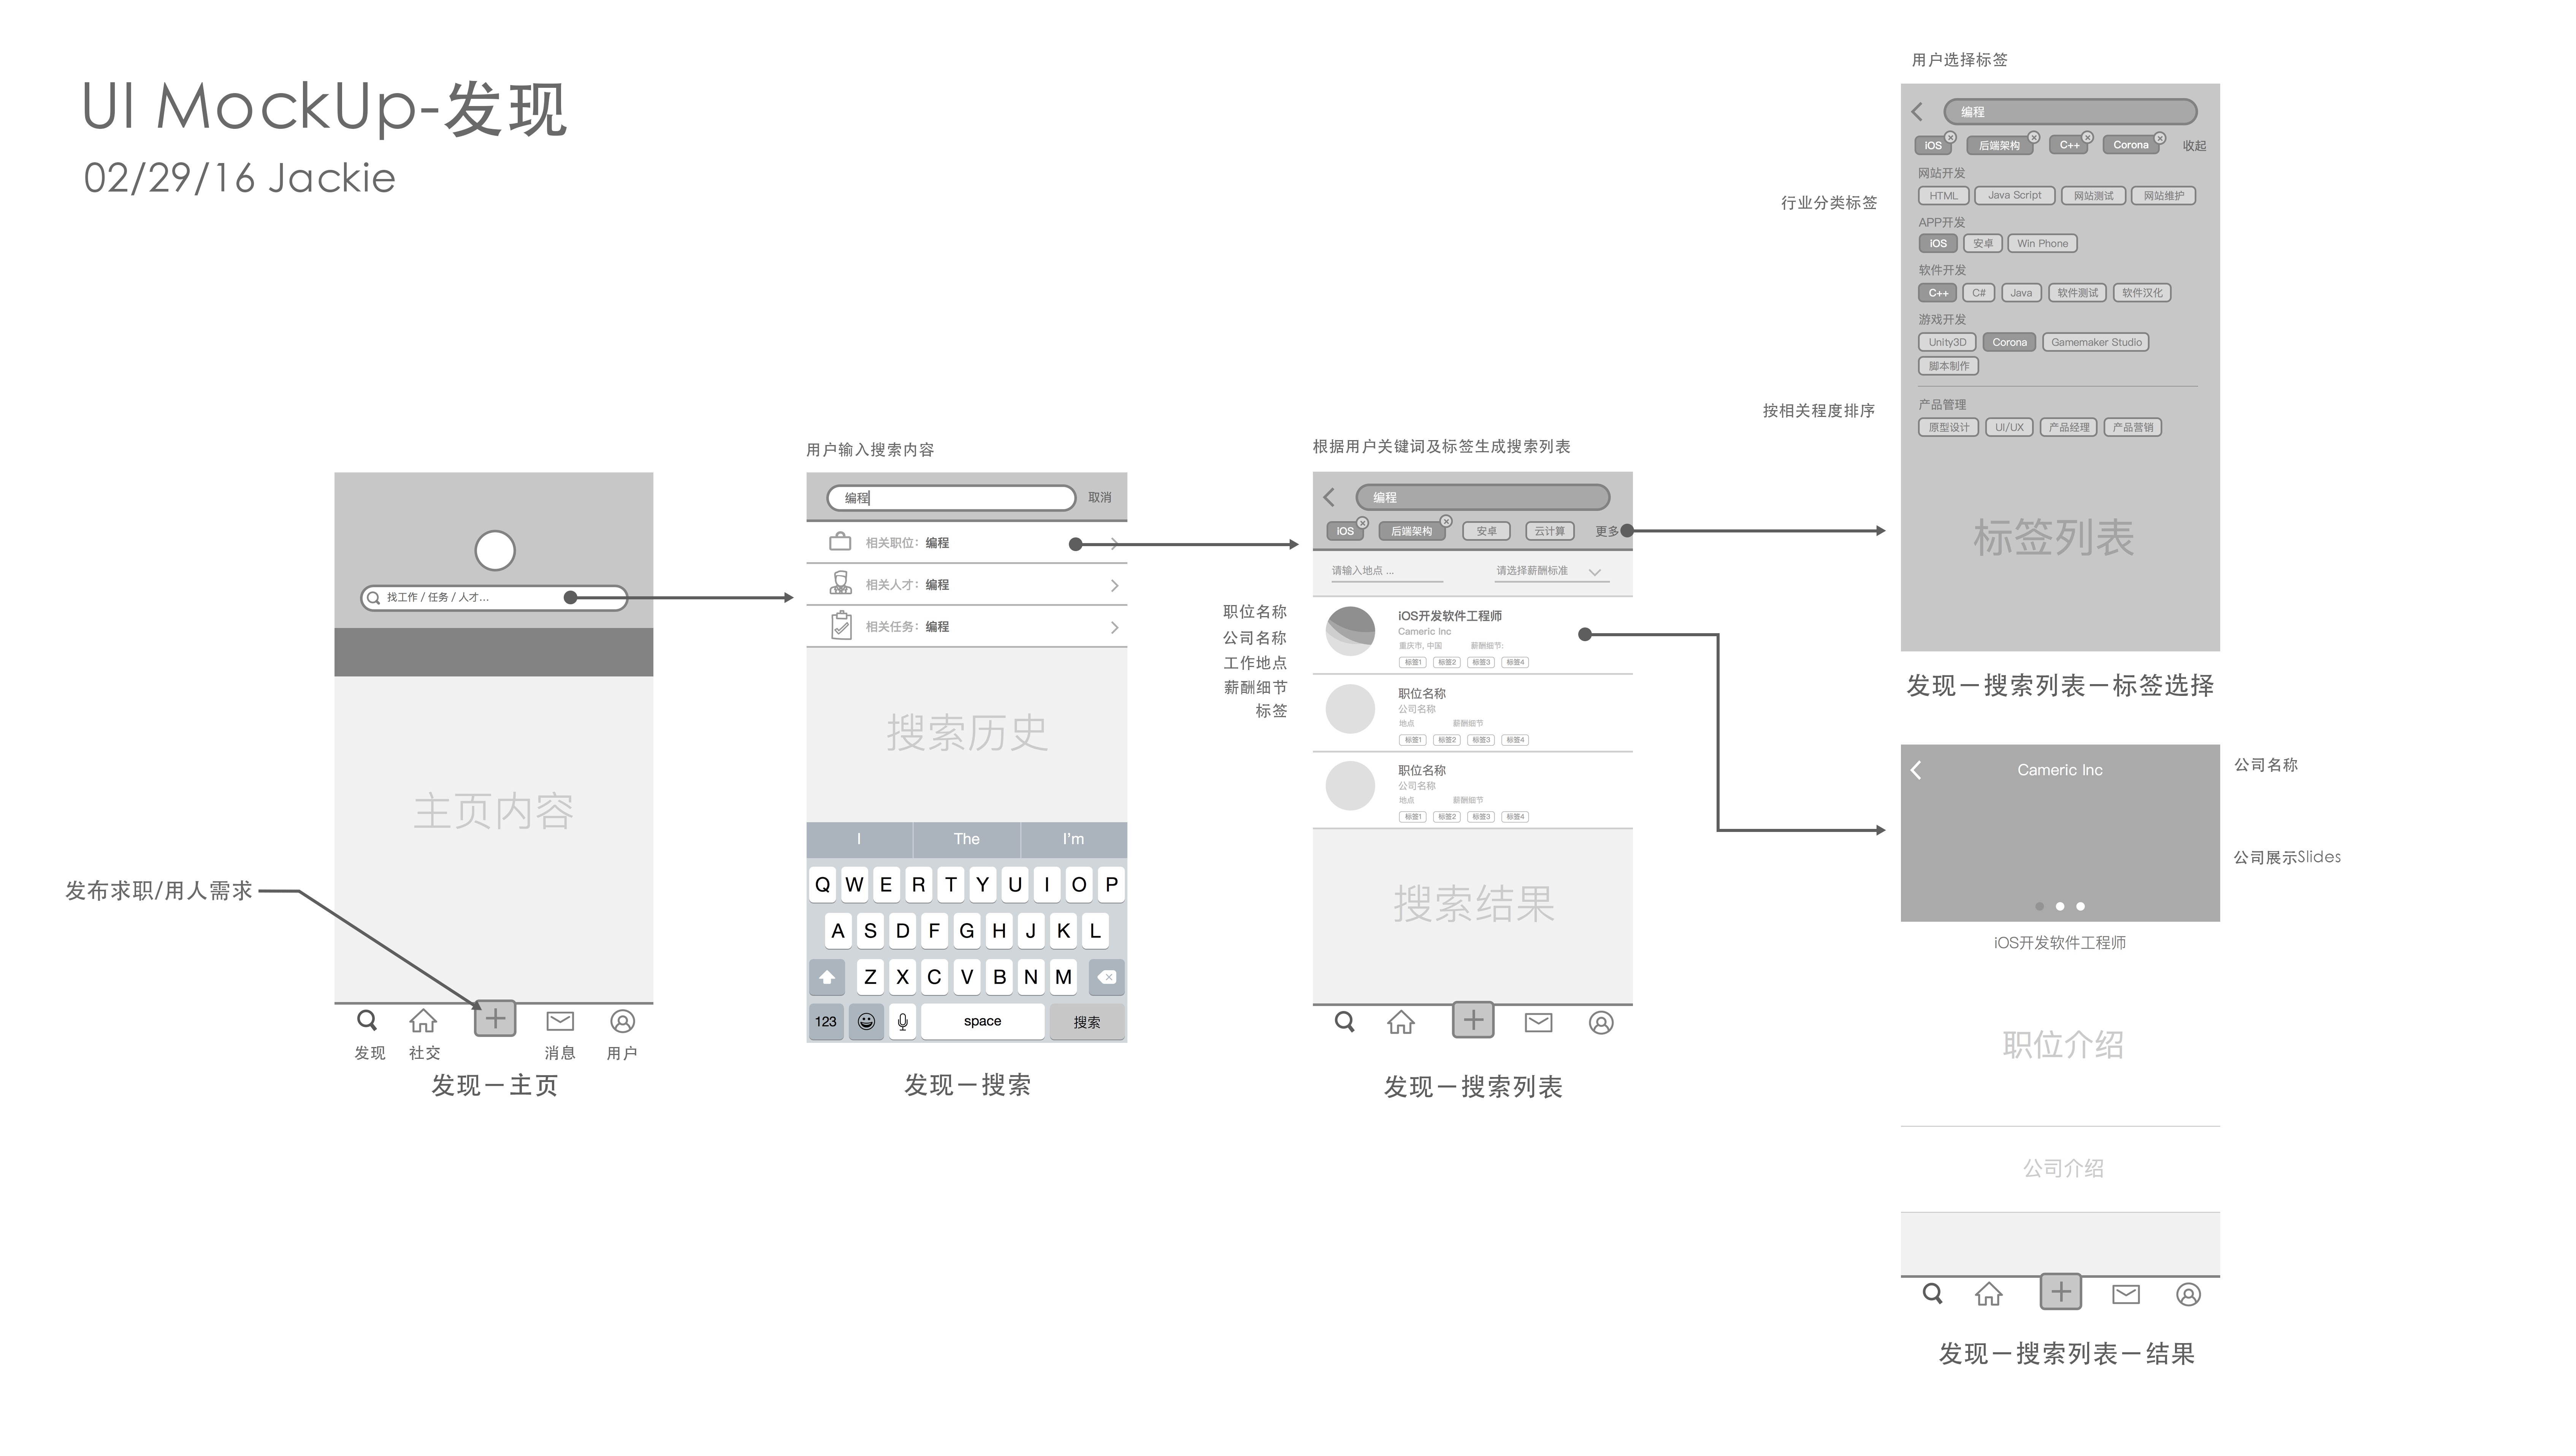 UI MockUp-发现
02/29/16 Jackie
找工作 / 任务 / 人才...
主页内容
发布求职/用人需求
发现
社交
消息
用户
发现－主页
用户输入搜索内容
编程
取消
相关职位：编程
相关人才：编程
相关任务：编程
搜索历史
I
The
I'm
Q W E R T Y U I O P
A S D F G H J K L
Z X C V B N M
123
space
搜索
发现－搜索
根据用户关键词及标签生成搜索列表
编程
iOS
后端架构
安卓
云计算
更多
请输入地点 ...
请选择薪酬标准
职位名称
公司名称
工作地点
薪酬细节
标签
iOS开发软件工程师
Cameric Inc
重庆市, 中国
薪酬细节:
标签1 标签2 标签3 标签4
职位名称
公司名称
地点
薪酬细节
标签1 标签2 标签3 标签4
职位名称
公司名称
地点
薪酬细节
标签1 标签2 标签3 标签4
搜索结果
发现－搜索列表
用户选择标签
编程
iOS
后端架构
C++
Corona
收起
行业分类标签
网站开发
HTML
Java Script
网站测试
网站维护
APP开发
iOS
安卓
Win Phone
软件开发
C++
C#
Java
软件测试
软件汉化
游戏开发
Unity3D
Corona
Gamemaker Studio
脚本制作
按相关程度排序
产品管理
原型设计
UI/UX
产品经理
产品营销
标签列表
发现－搜索列表－标签选择
Cameric Inc
公司名称
公司展示Slides
iOS开发软件工程师
职位介绍
公司介绍
发现－搜索列表－结果